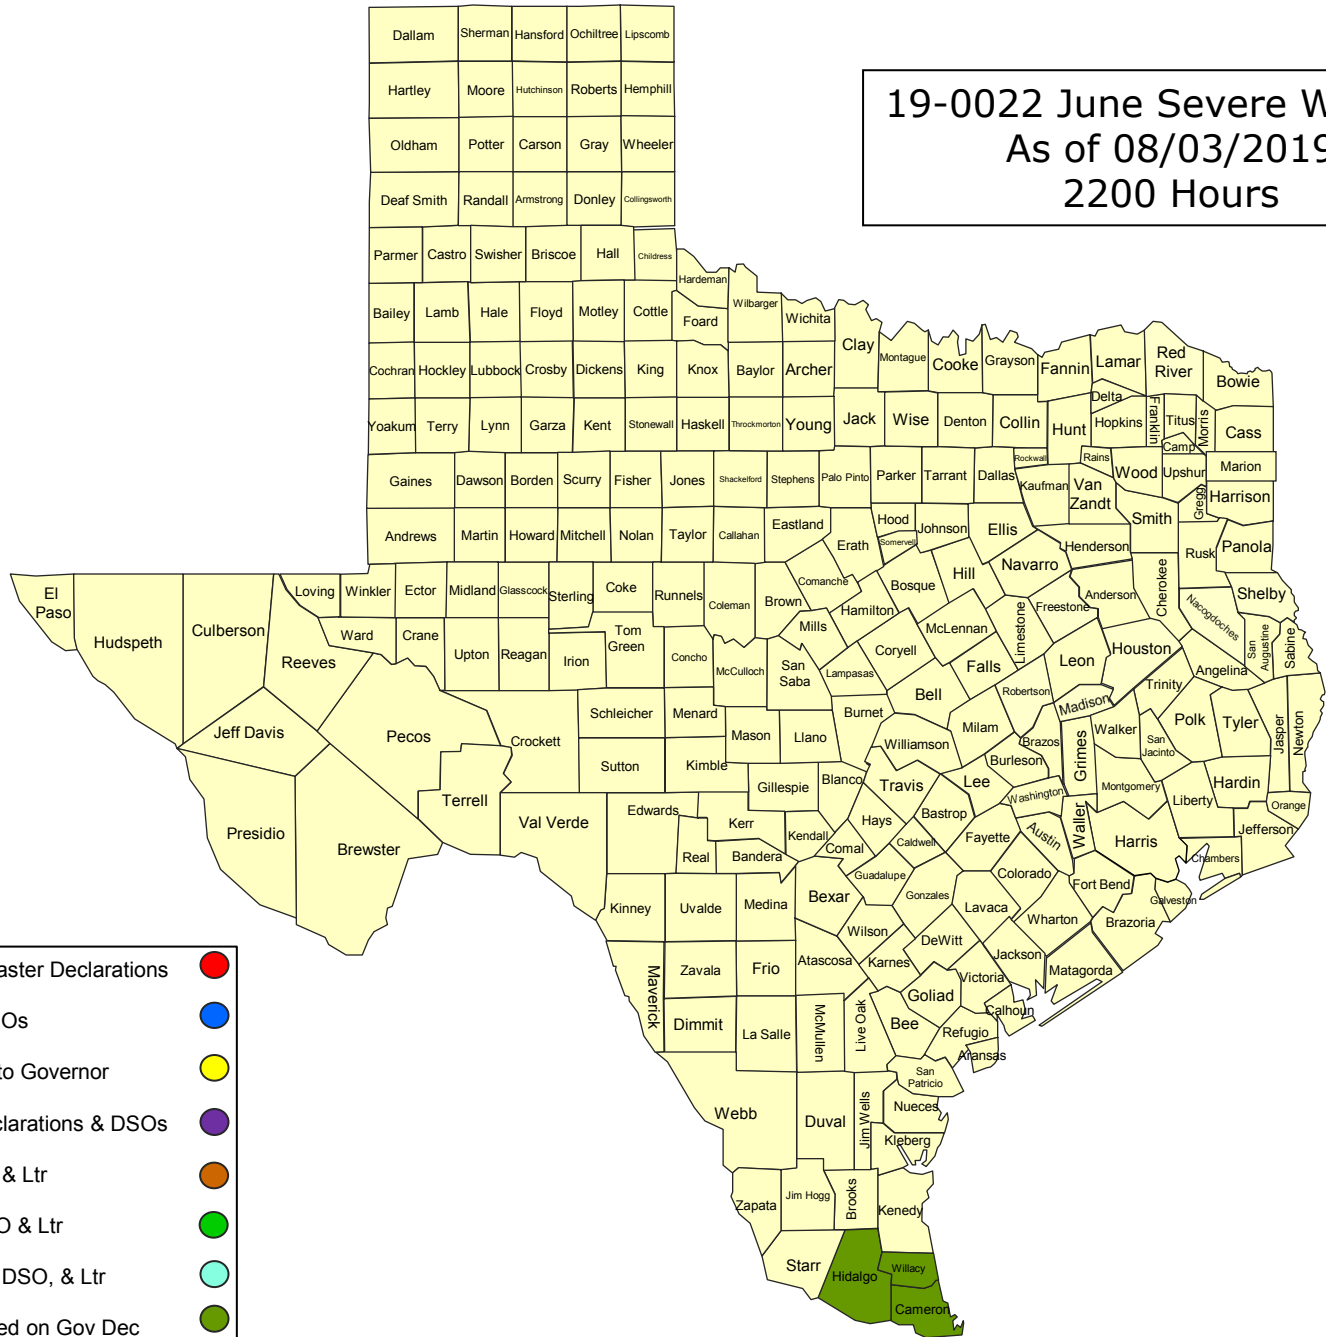 Dallam Sherman Hansford Ochiltree Lipscomb
Hartley Moore Hutchinson Roberts Hemphill
19-0022 June Severe W
As of 08/03/2019
2200 Hours
Oldham Potter Carson Gray Wheeler
Deaf Smith Randall Armstrong Donley Collingsworth
Parmer Castro Swisher Briscoe Hall Childress
Hardeman
Bailey Lamb Hale Floyd Motley Cottle Foard Wilbarger Wichita
Clay Montague Cooke Grayson Fannin Lamar Red
River Bowie
Cochran Hockley Lubbock Crosby Dickens King Knox Baylor Archer
Delta
Yoakum Terry Lynn Garza Kent Stonewall Haskell Throckmorton Young Jack Wise Denton Collin Hunt Hopkins Franklin Titus Morris Cass
Camp
Gaines Dawson Borden Scurry Fisher Jones Shackelford Stephens Palo Pinto Parker Tarrant Dallas Rockwall Kaufman Rains Van
Zandt Wood Upshur Marion
Gregg Harrison
Andrews Martin Howard Mitchell Nolan Taylor Callahan Eastland Erath Hood Somervell Johnson Ellis Henderson Smith Rusk Panola
El
Paso Hudspeth Culberson Loving Winkler Ector Midland Glasscock Sterling Coke Runnels Coleman Brown Comanche Hamilton Bosque Hill Navarro Freestone Anderson Cherokee Nacogdoches Shelby
Reeves Ward Crane Upton Reagan Irion Tom
Green Concho McCulloch San
Saba Mills Lampasas Coryell McLennan Limestone Falls Leon Houston Angelina San
Augustine Sabine
Jeff Davis Pecos Crockett Schleicher Menard Mason Llano Burnet Bell Milam Robertson Madison Trinity Polk Tyler Jasper Newton
Sutton Kimble Gillespie Blanco Williamson Travis Lee Burleson Brazos Grimes Walker San
Jacinto Montgomery Liberty Hardin Orange
Presidio Brewster Terrell Val Verde Edwards Kerr Real Bandera Kendall Comal Hays Caldwell Bastrop Fayette Washington Austin Waller Harris Chambers Jefferson
Kinney Uvalde Medina Bexar Guadalupe Gonzales Lavaca Colorado Wharton Fort Bend Brazoria Galveston
Maverick Zavala Frio Atascosa Wilson Karnes DeWitt Jackson Victoria Matagorda
Dimmit La Salle McMullen Live Oak Bee Goliad Refugio Calhoun Aransas
San
Patricio
Webb Duval Jim Wells Nueces
Kleberg
Zapata Jim Hogg Brooks Kenedy
Starr Hidalgo Willacy
Cameron
aster Declarations
Os
to Governor
clarations & DSOs
& Ltr
O & Ltr
DSO, & Ltr
ed on Gov Dec